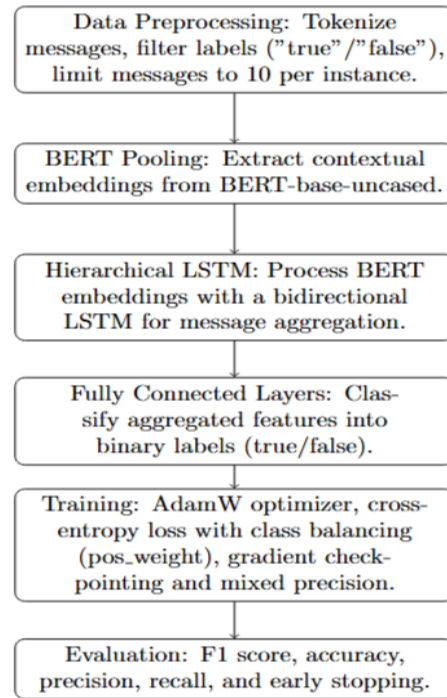 Data Preprocessing: Tokenize
messages, filter labels ("true"/"false"),
limit messages to 10 per instance.
BERT Pooling: Extract contextual
embeddings from BERT-base-uncased.
Hierarchical LSTM: Process BERT
embeddings with a bidirectional
LSTM for message aggregation.
Fully Connected Layers: Clas-
sify aggregated features into
binary labels (true/false).
Training: AdamW optimizer, cross-
entropy loss with class balancing
(pos_weight), gradient check-
pointing and mixed precision.
Evaluation: F1 score, accuracy,
precision, recall, and early stopping.